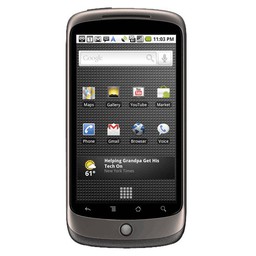 11:03 PM
Google
Maps Gallery YouTube Market
Phone Gmail Browser Voice
Helping Grandpa Get His
Tech On
New York Times
61°